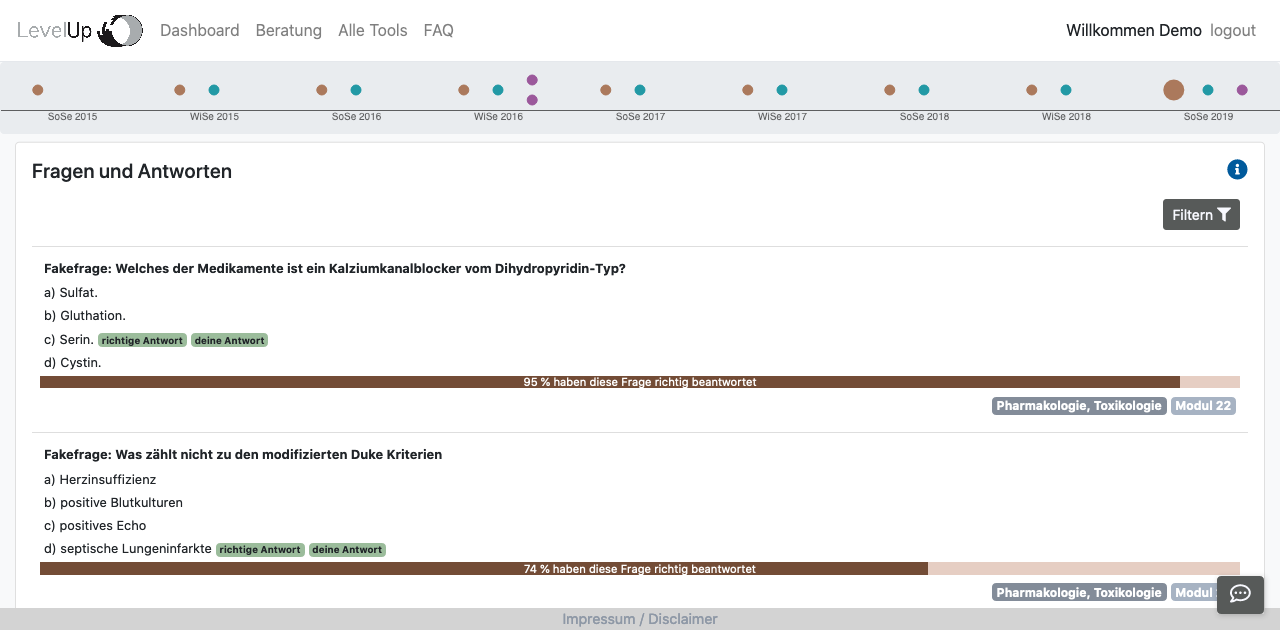 LevelUp Dashboard Beratung Alle Tools FAQ Willkommen Demo logout
SoSe 2015 WiSe 2015 SoSe 2016 WiSe 2016 SoSe 2017 WiSe 2017 SoSe 2018 WiSe 2018 SoSe 2019
Fragen und Antworten
Filtern
Fakefrage: Welches der Medikamente ist ein Kalziumkanalblocker vom Dihydropyridin-Typ?
a) Sulfat.
b) Gluthation.
c) Serin. richtige Antwort deine Antwort
d) Cystin.
95 % haben diese Frage richtig beantwortet
Pharmakologie, Toxikologie Modul 22
Fakefrage: Was zählt nicht zu den modifizierten Duke Kriterien
a) Herzinsuffizienz
b) positive Blutkulturen
c) positives Echo
d) septische Lungeninfarkte richtige Antwort deine Antwort
74 % haben diese Frage richtig beantwortet
Pharmakologie, Toxikologie Modul
Impressum / Disclaimer